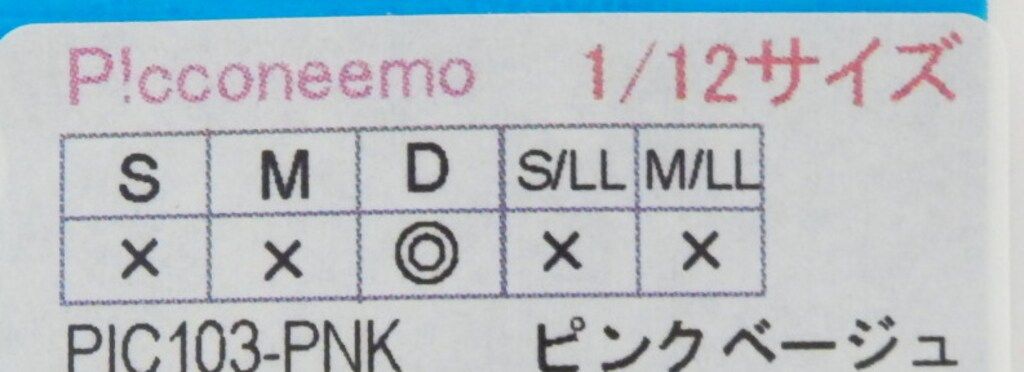 P!cconeemo 1/12サイズ
S M D S/LL M/LL
× × ◎ × ×
PIC103-PNK ピンクベージュ